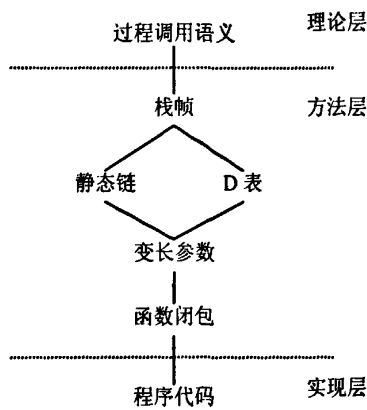 过程调用语义 理论层
栈帧 方法层
静态链 D 表
变长参数
函数闭包
程序代码 实现层